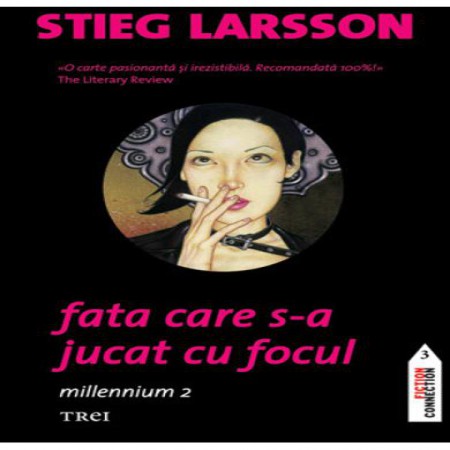 STIEG LARSSON
«O carte pasionantă și irezistibilă. Recomandată 100%!»
The Literary Review
fata care s-a
jucat cu focul
millennium 2
TREI
3
FICTION
CONNECTION